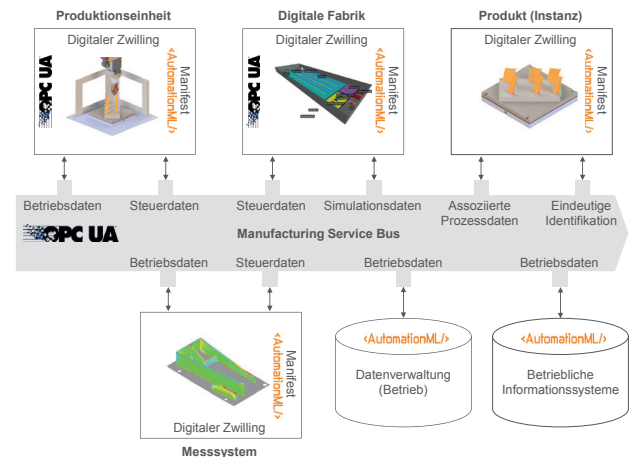 Produktionseinheit
Digitale Fabrik
Produkt (Instanz)
Digitaler Zwilling
OPC UA
Manifest
<AutomationML/>
Digitaler Zwilling
OPC UA
Manifest
<AutomationML/>
Digitaler Zwilling
Manifest
<AutomationML/>
Betriebsdaten
Steuerdaten
Steuerdaten
Simulationsdaten
Assoziierte
Prozessdaten
Eindeutige
Identifikation
OPC UA
Manufacturing Service Bus
Betriebsdaten
Steuerdaten
Betriebsdaten
Betriebsdaten
Manifest
<AutomationML/>
Digitaler Zwilling
Messsystem
<AutomationML/>
Datenverwaltung
(Betrieb)
<AutomationML/>
Betriebliche
Informationssysteme